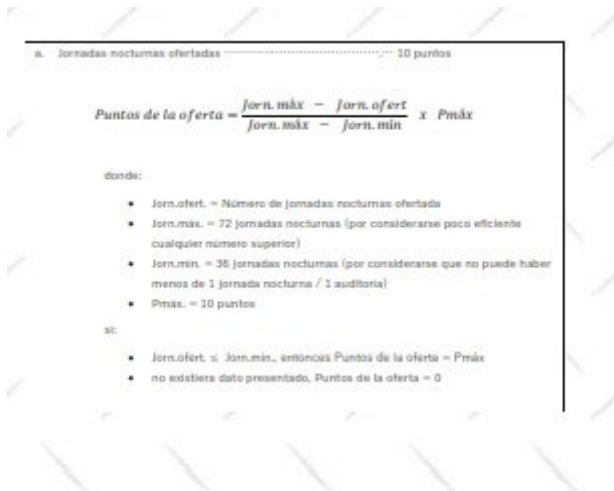 a. Jornadas nocturnas ofertadas ........................................ 10 puntos
Puntos de la oferta = (Jorn. máx − Jorn. ofert) / (Jorn. máx − Jorn. min) x Pmáx
donde:
• Jorn.ofert. = Número de jornadas nocturnas ofertada
• Jorn.máx. = 72 jornadas nocturnas (por considerarse poco eficiente
cualquier número superior)
• Jorn.min. = 36 jornadas nocturnas (por considerarse que no puede haber
menos de 1 jornada nocturna / 1 auditoría)
• Pmáx. = 10 puntos
si:
• Jorn.ofert. ≤ Jorn.min., entonces Puntos de la oferta = Pmáx
• no existiera dato presentado, Puntos de la oferta = 0